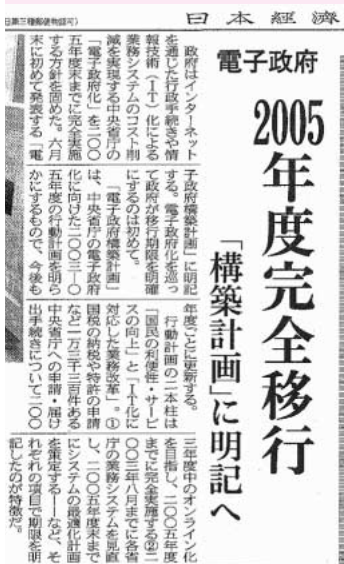 日本経済
第三種郵便物認可)
電子政府
2005年度完全移行
「構築計画」に明記へ
政府はインターネット
を通じた行政手続きや情
報技術（IT）化による
業務システムのコスト削
減を実現する中央省庁の
「電子政府化」を二〇〇
五年度末までに完全実施
する方針を固めた。六月
末に初めて発表する「電
子政府構築計画」に明記
する。電子政府化を巡っ
て政府が移行期限を明確
にするのは初めて。
「電子政府構築計画」
は、中央省庁の電子政府
化に向けた二〇〇三―〇
五年度の行動計画を明ら
かにするもので、今後も
年度ごとに更新する。
行動計画の二本柱は
「国民の利便性・サービ
スの向上」と「IT化に
対応した業務改革」。①
国税の納税や特許の申請
など一万三千三百件ある
中央省庁への申請・届け
出手続きについて二〇〇
三年度中のオンライン化
を目指し、二〇〇五年度
までに完全実施する②二
〇〇三年八月までに各省
庁の業務システムを見直
し、二〇〇五年度末まで
にシステムの最適化計画
を策定する――など、そ
れぞれの項目で期限を明
記したのが特徴だ。